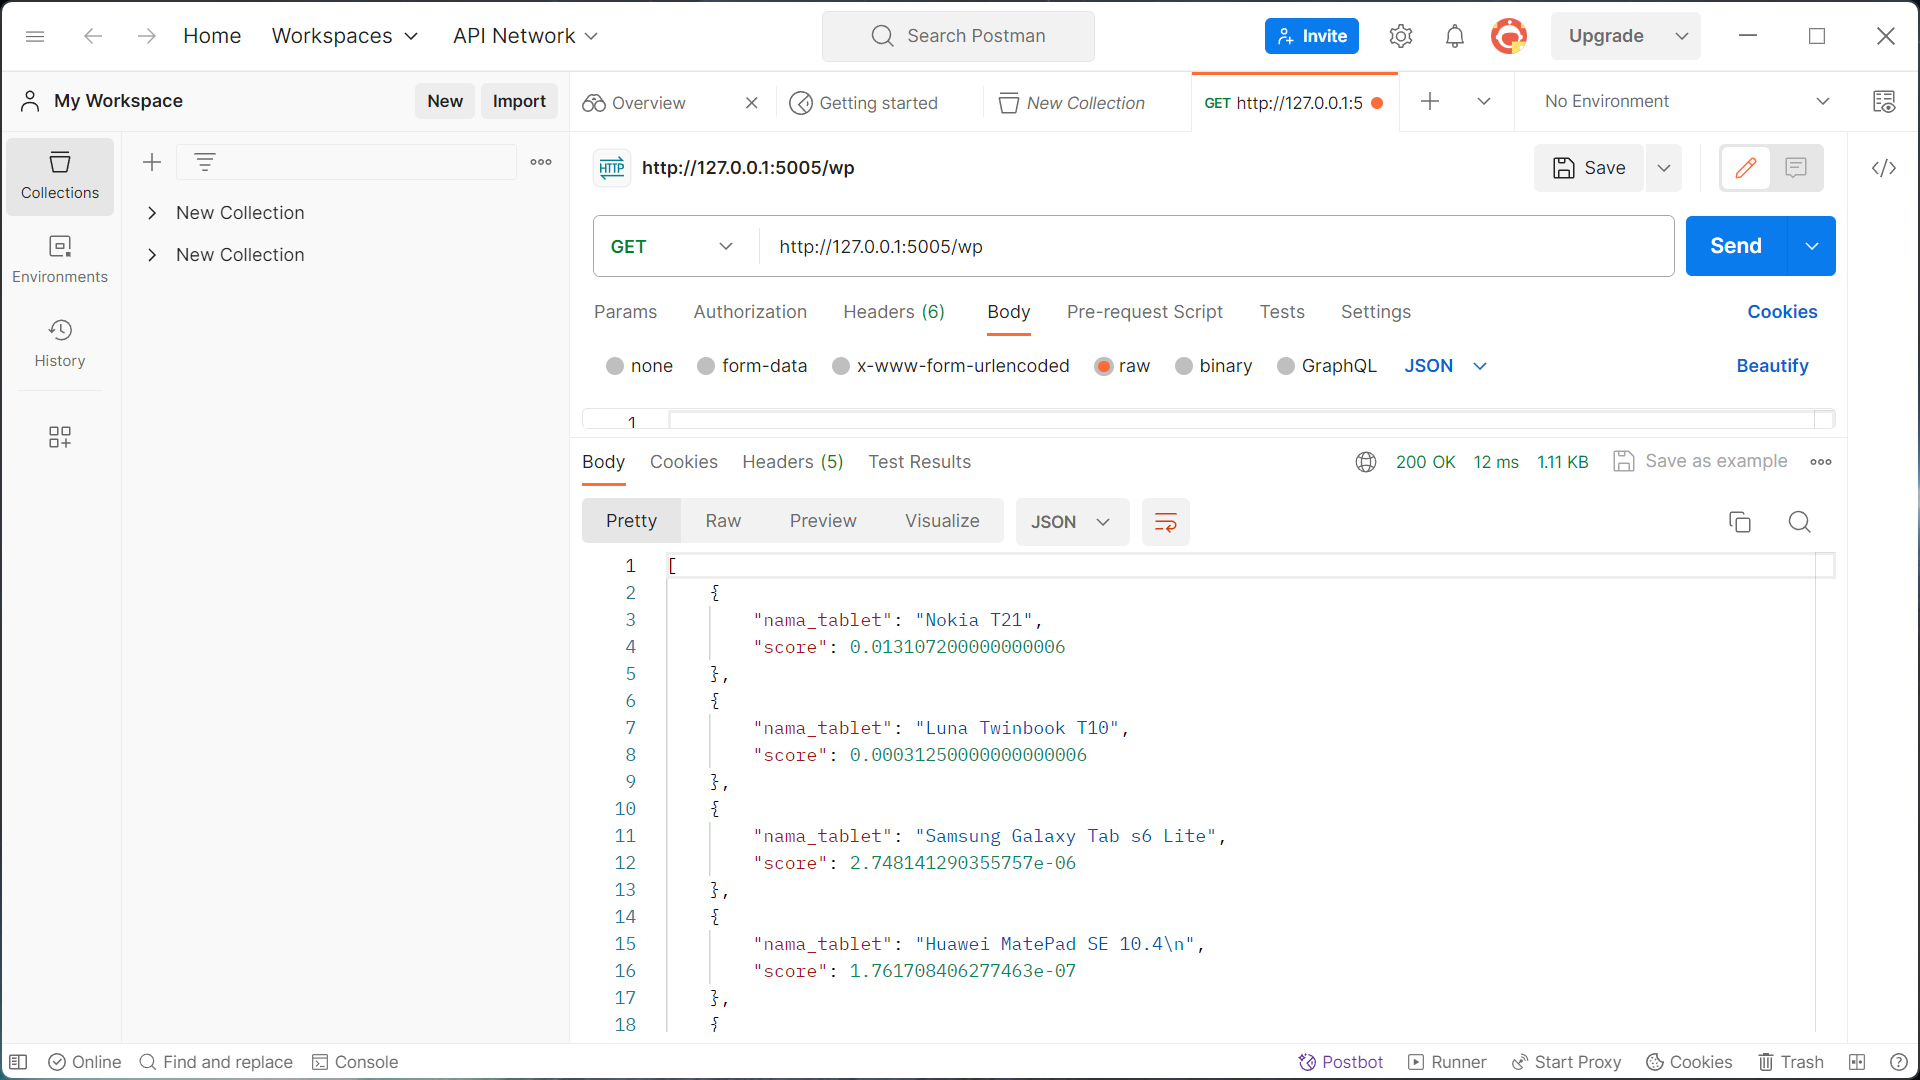 Home Workspaces API Network Search Postman Invite Upgrade
My Workspace New Import Overview Getting started New Collection GET http://127.0.0.1:5 No Environment
Collections
New Collection
New Collection
Environments
History
HTTP http://127.0.0.1:5005/wp Save
GET http://127.0.0.1:5005/wp Send
Params Authorization Headers (6) Body Pre-request Script Tests Settings Cookies
none form-data x-www-form-urlencoded raw binary GraphQL JSON Beautify
1
Body Cookies Headers (5) Test Results 200 OK 12 ms 1.11 KB Save as example
Pretty Raw Preview Visualize JSON
1 [
2 {
3 "nama_tablet": "Nokia T21",
4 "score": 0.013107200000000006
5 },
6 {
7 "nama_tablet": "Luna Twinbook T10",
8 "score": 0.00031250000000000006
9 },
10 {
11 "nama_tablet": "Samsung Galaxy Tab s6 Lite",
12 "score": 2.748141290355757e-06
13 },
14 {
15 "nama_tablet": "Huawei MatePad SE 10.4\n",
16 "score": 1.761708406277463e-07
17 },
18 {
Online Find and replace Console Postbot Runner Start Proxy Cookies Trash